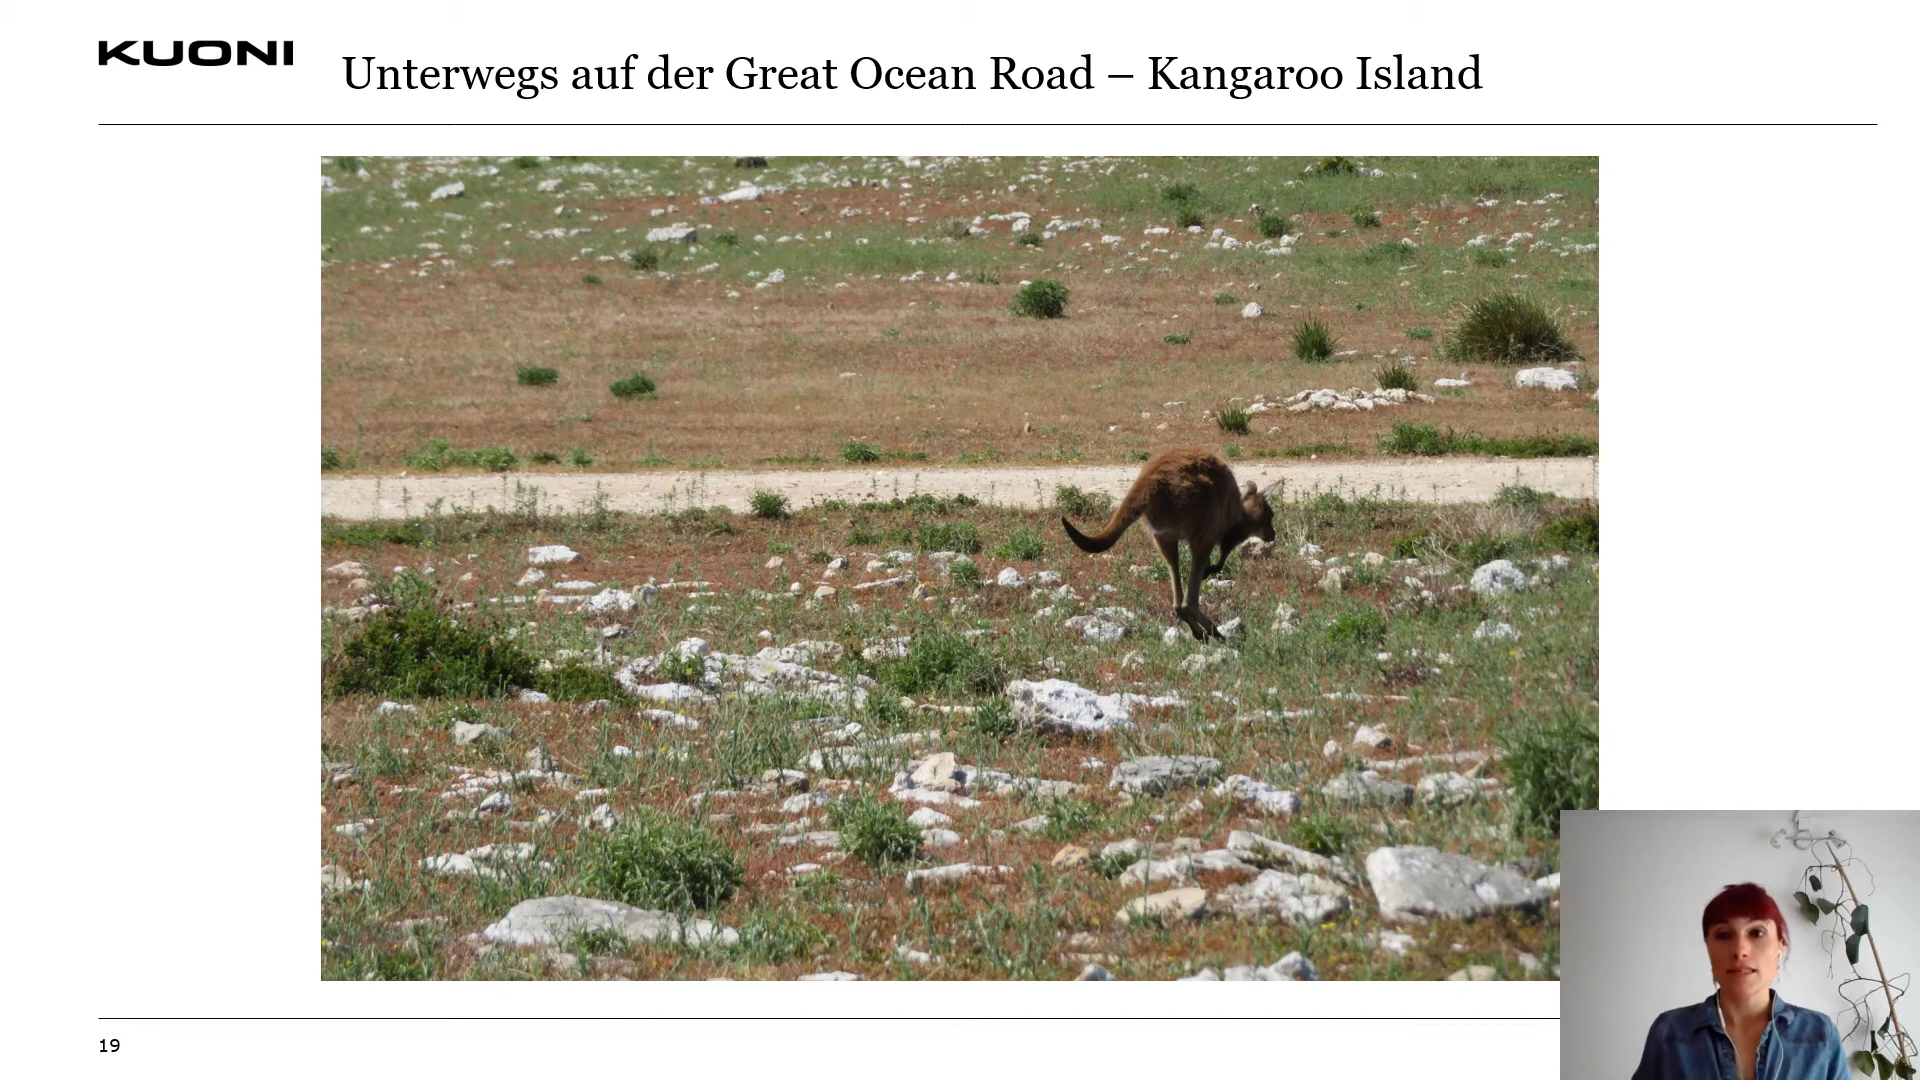 KUONI
Unterwegs auf der Great Ocean Road – Kangaroo Island
19